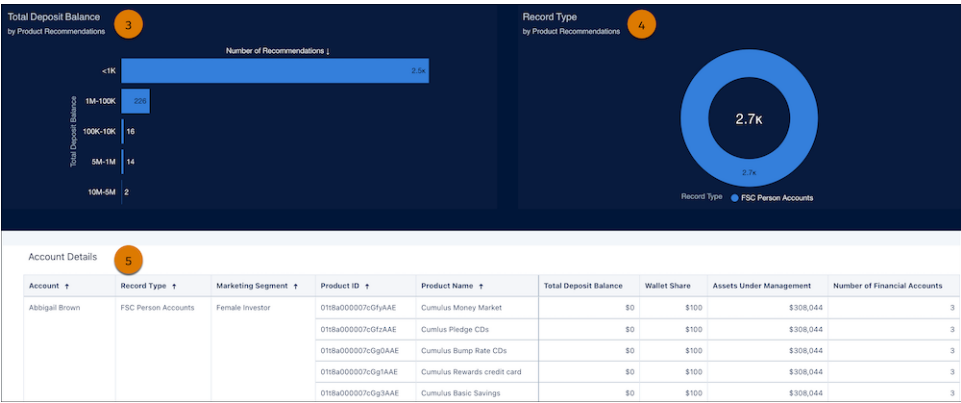 Total Deposit Balance
by Product Recommendations
3
Number of Recommendations ↓
Total Deposit Balance
<1K 2.5K
1M-100K 226
100K-10K 16
5M-1M 14
10M-5M 2
Record Type
by Product Recommendations
4
2.7K
2.7K
Record Type FSC Person Accounts
Account Details
5
Account ↑ Record Type ↑ Marketing Segment ↑ Product ID ↑ Product Name ↑ Total Deposit Balance Wallet Share Assets Under Management Number of Financial Accounts
Abbigail Brown FSC Person Accounts Female Investor 01t8a000007cGfyAAE Cumulus Money Market $0 $100 $308,044 3
01t8a000007cGfzAAE Cumlus Pledge CDs $0 $100 $308,044 3
01t8a000007cGg0AAE Cumulus Bump Rate CDs $0 $100 $308,044 3
01t8a000007cGg1AAE Cumulus Rewards credit card $0 $100 $308,044 3
01t8a000007cGg3AAE Cumulus Basic Savings $0 $100 $308,044 3